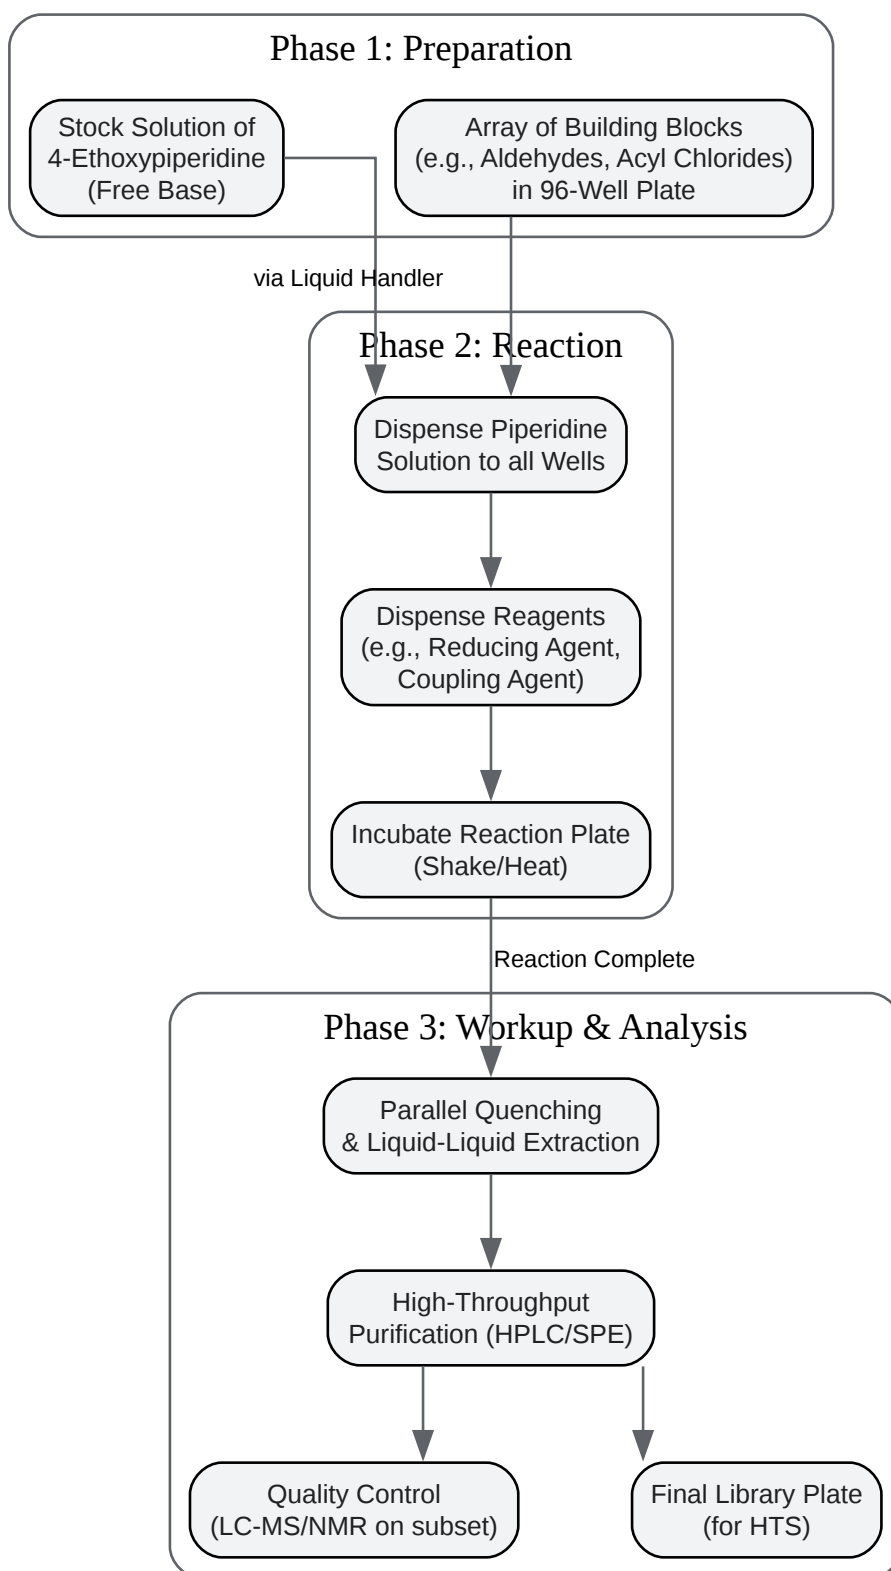 Phase 1: Preparation
Stock Solution of
4-Ethoxypiperidine
(Free Base)
Array of Building Blocks
(e.g., Aldehydes, Acyl Chlorides)
in 96-Well Plate
via Liquid Handler
Phase 2: Reaction
Dispense Piperidine
Solution to all Wells
Dispense Reagents
(e.g., Reducing Agent,
Coupling Agent)
Incubate Reaction Plate
(Shake/Heat)
Reaction Complete
Phase 3: Workup & Analysis
Parallel Quenching
& Liquid-Liquid Extraction
High-Throughput
Purification (HPLC/SPE)
Quality Control
(LC-MS/NMR on subset)
Final Library Plate
(for HTS)